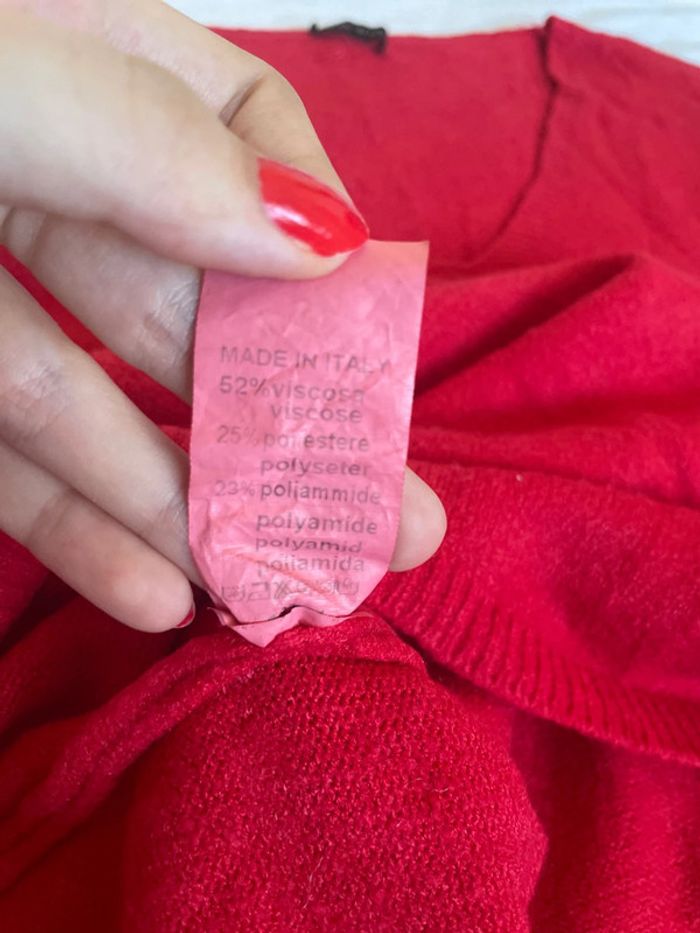 MADE IN ITALY
52% viscosa
viscose
25% poliestere
polyseter
23% poliammide
polyamide
polyamid
poliamida